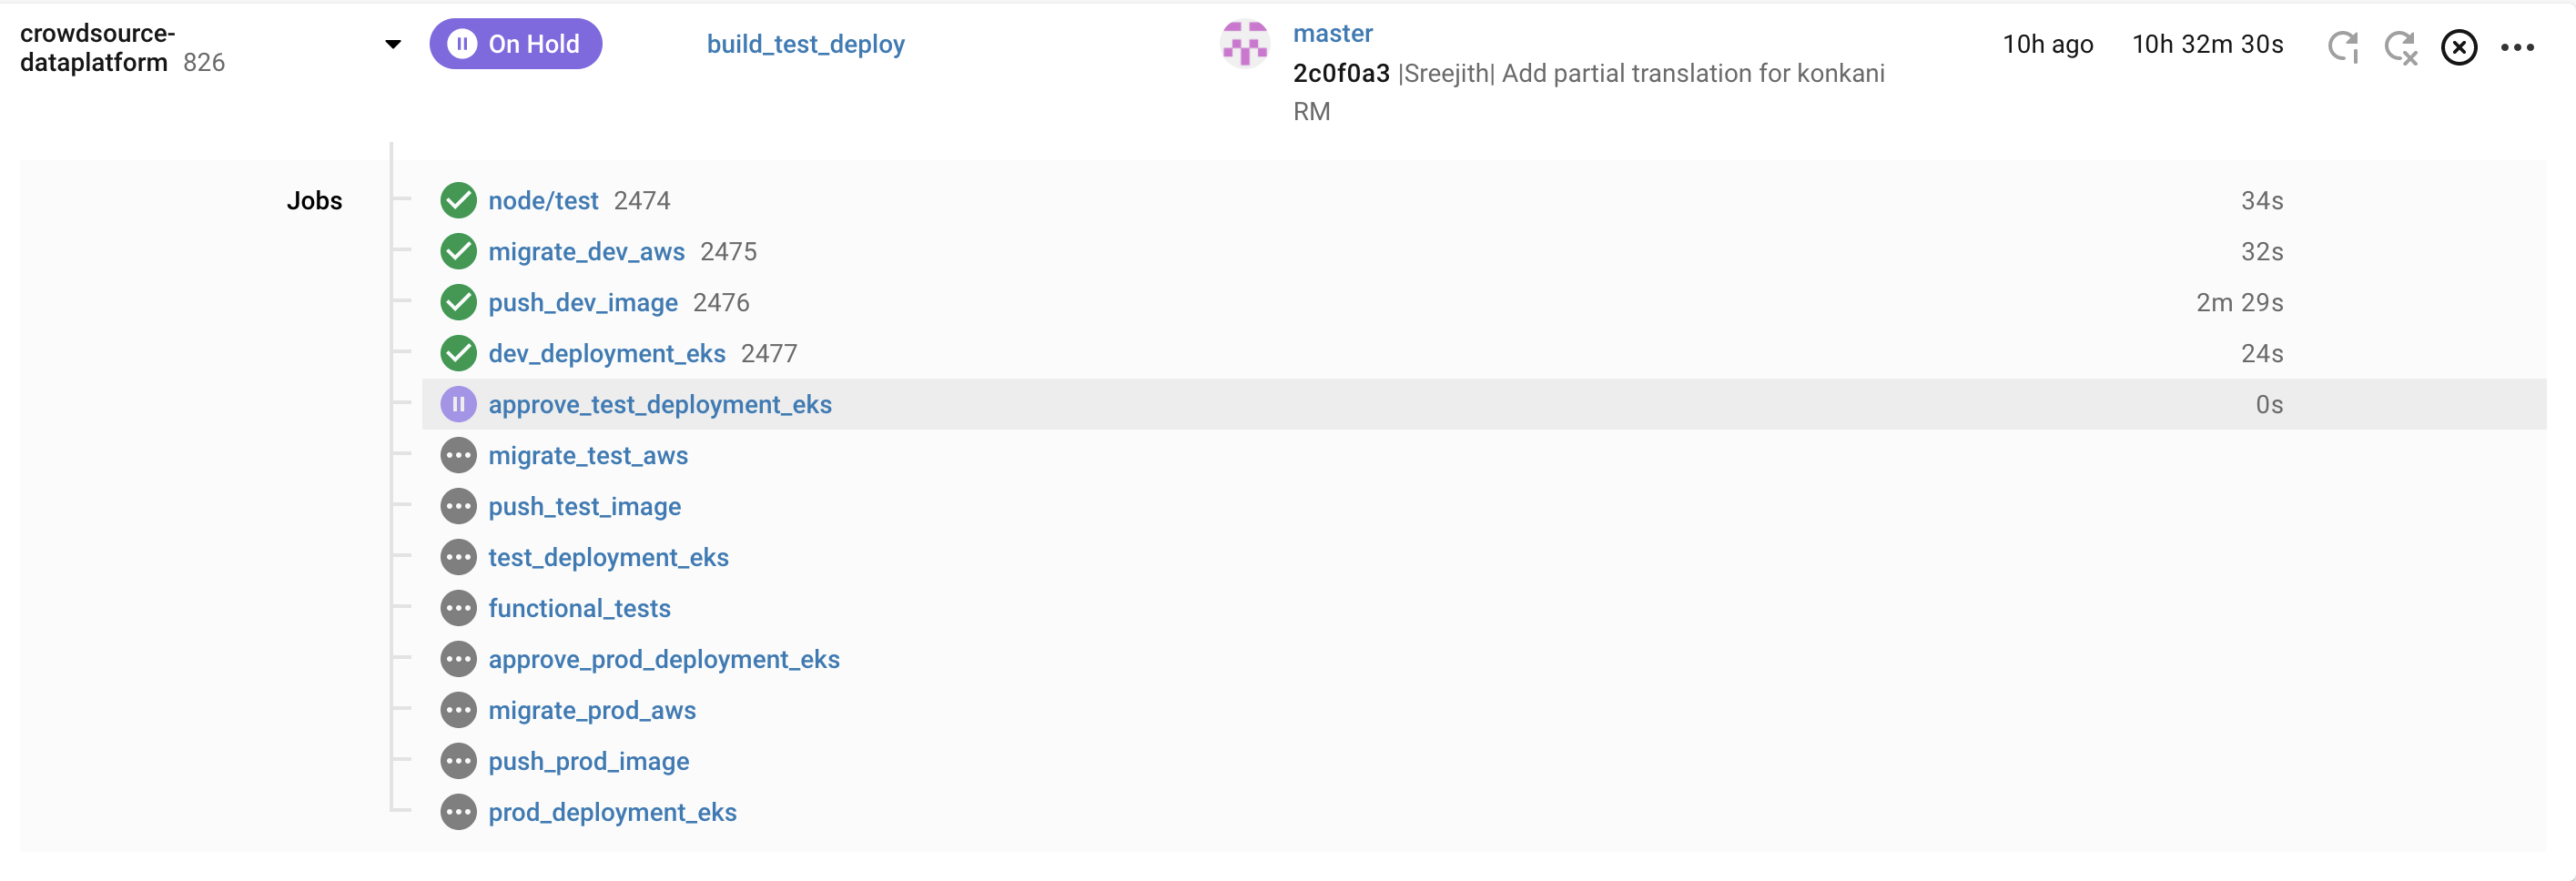 crowdsource-
dataplatform 826
On Hold
build_test_deploy
master
2c0f0a3 |Sreejith| Add partial translation for konkani
RM
10h ago
10h 32m 30s
Jobs
node/test 2474 34s
migrate_dev_aws 2475 32s
push_dev_image 2476 2m 29s
dev_deployment_eks 2477 24s
approve_test_deployment_eks 0s
migrate_test_aws
push_test_image
test_deployment_eks
functional_tests
approve_prod_deployment_eks
migrate_prod_aws
push_prod_image
prod_deployment_eks